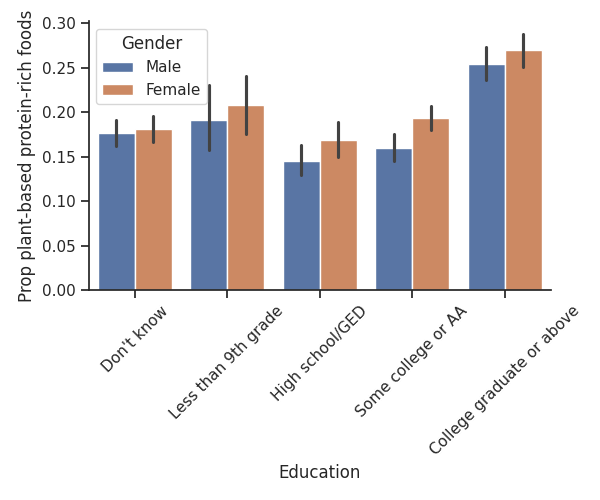 Prop plant-based protein-rich foods
0.30
0.25
0.20
0.15
0.10
0.05
0.00
Gender
Male
Female
Don't know
Less than 9th grade
High school/GED
Some college or AA
College graduate or above
Education